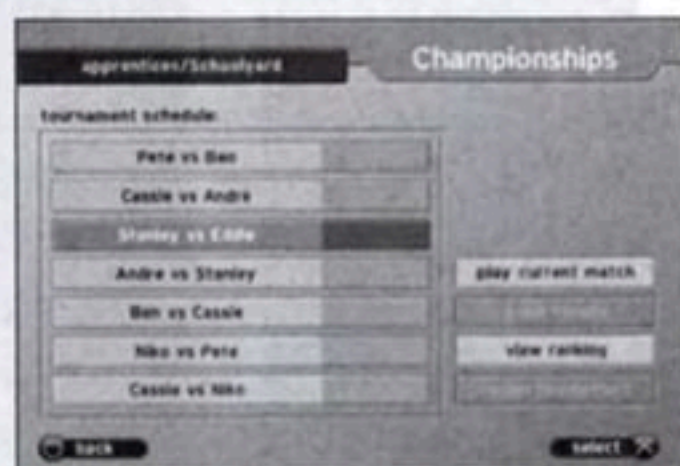 apprentices/Schoolyard
Championships
tournament schedule:
Pete vs
Cassie vs Andre
Stanley vs Eddie
Andre vs Stanley
Ben vs Cassie
Niko vs Pete
Cassie vs Niko
play current match
view ranking
back
select